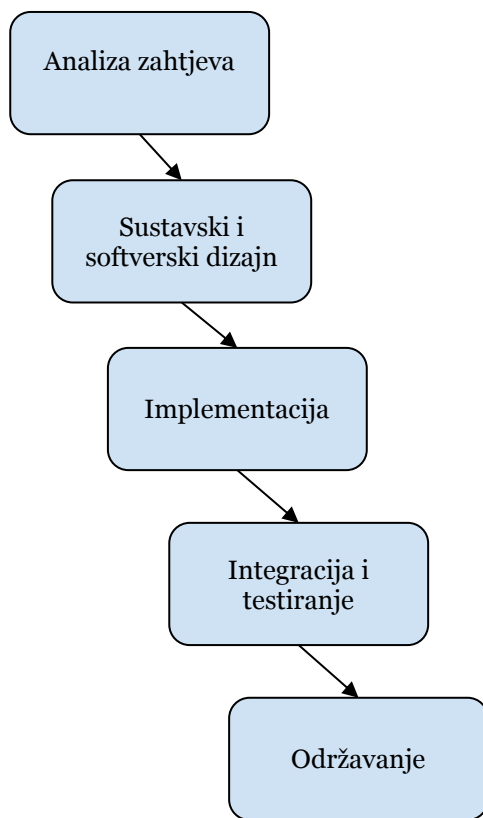 Analiza zahtjeva
Sustavski i
softverski dizajn
Implementacija
Integracija i
testiranje
Održavanje